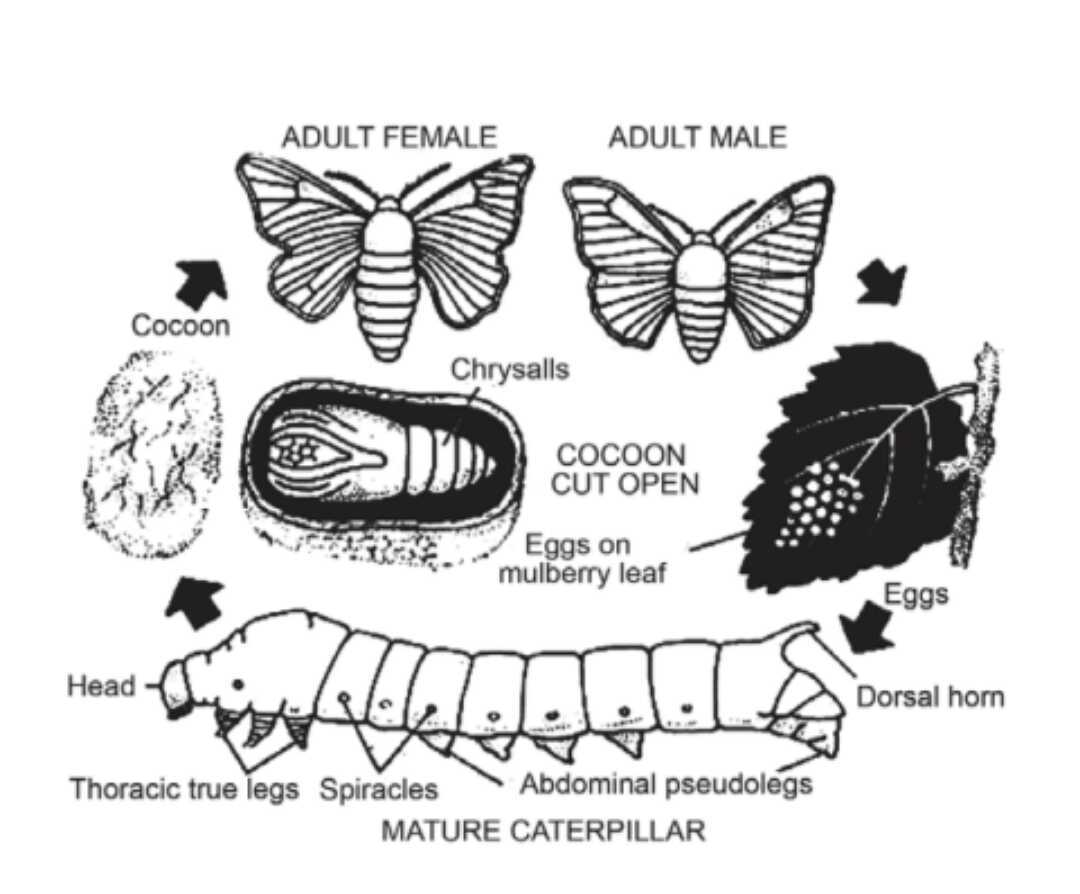 ADULT FEMALE
ADULT MALE
Cocoon
Chrysalls
COCOON
CUT OPEN
Eggs on
mulberry leaf
Eggs
Head
Dorsal horn
Thoracic true legs
Spiracles
Abdominal pseudolegs
MATURE CATERPILLAR